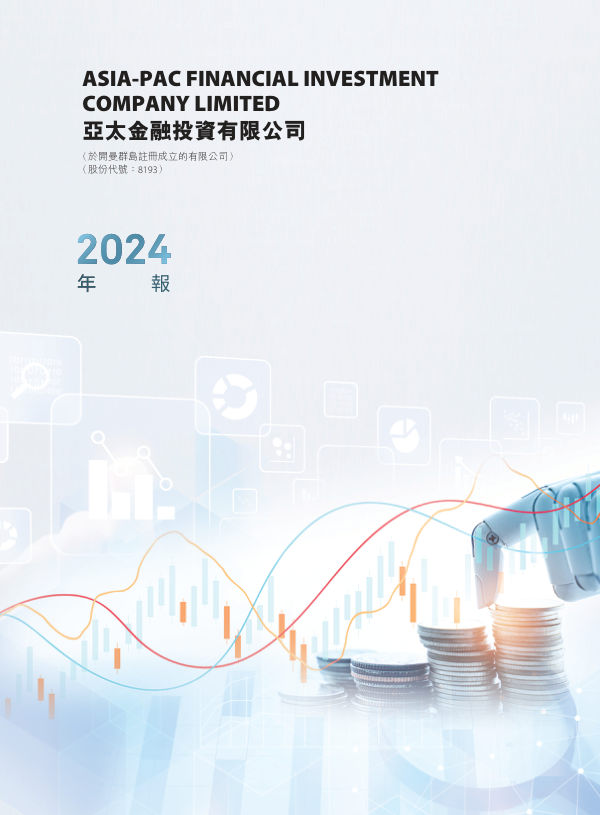 ASIA-PAC FINANCIAL INVESTMENT
COMPANY LIMITED
亞太金融投資有限公司
（於開曼群島註冊成立的有限公司）
（股份代號：8193）
2024
年 報